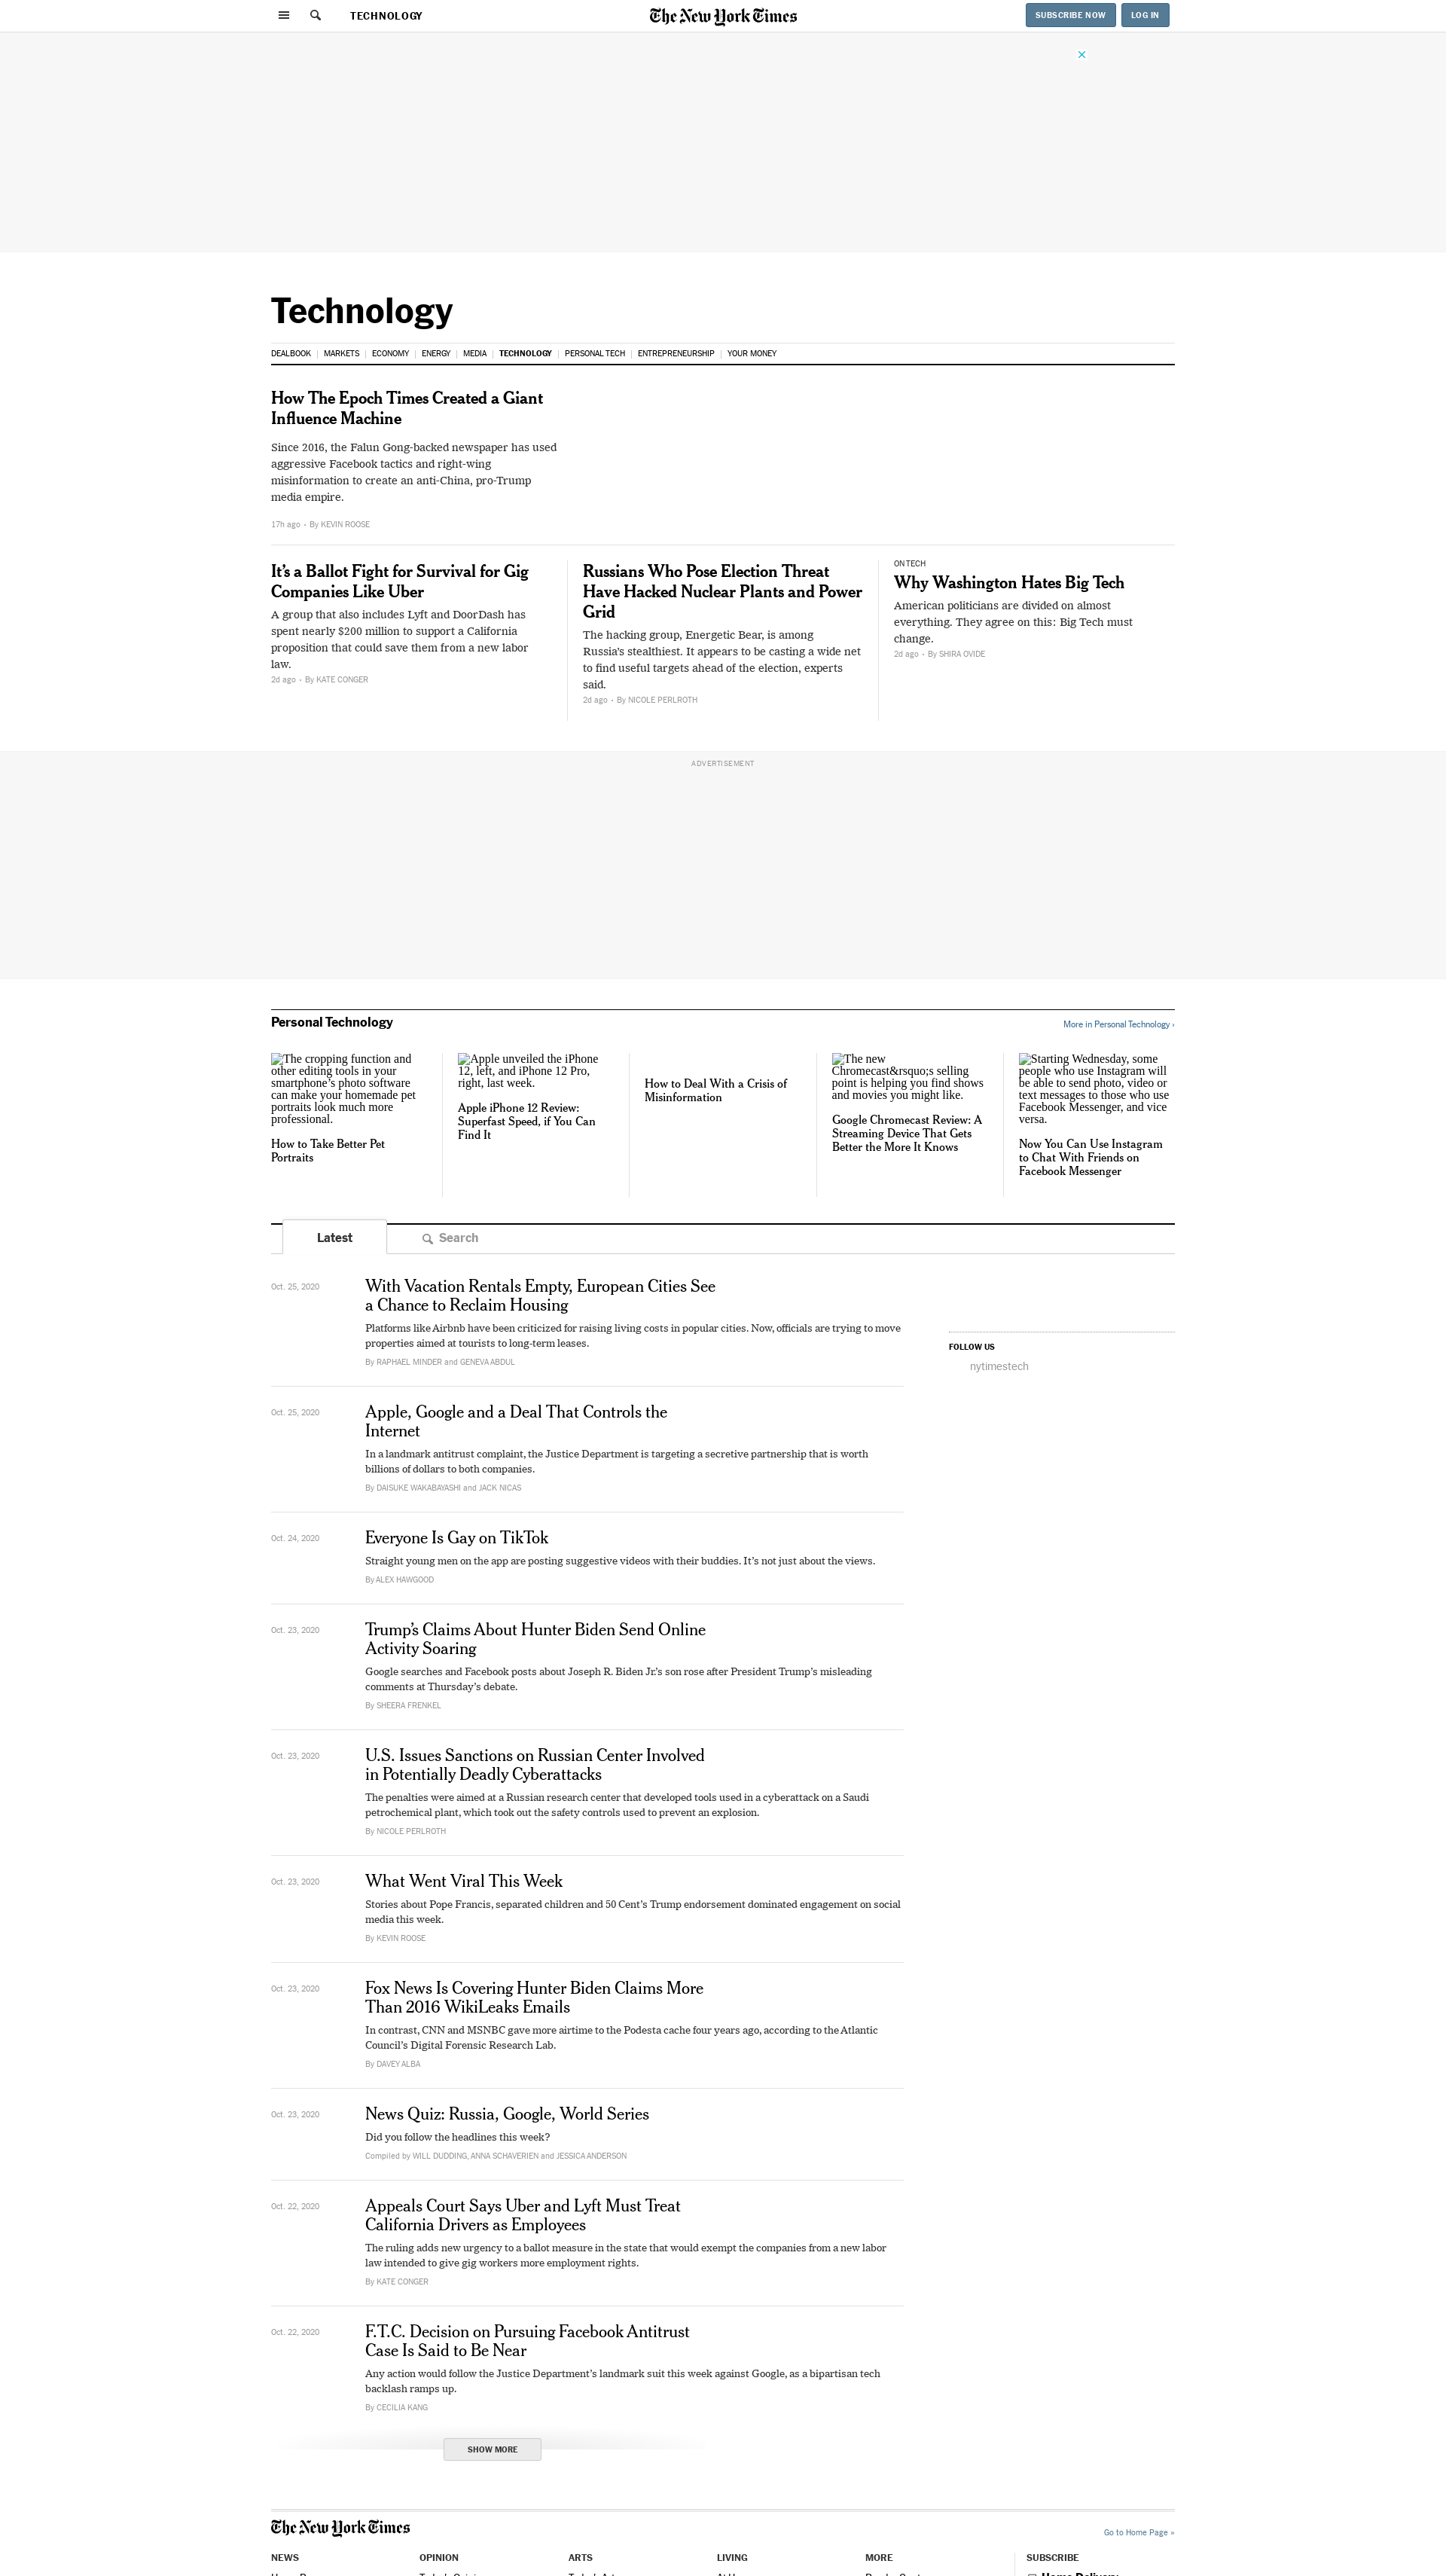 TECHNOLOGY
The New York Times
SUBSCRIBE NOW
LOG IN
Technology
DEALBOOK
MARKETS
ECONOMY
ENERGY
MEDIA
TECHNOLOGY
PERSONAL TECH
ENTREPRENEURSHIP
YOUR MONEY
How The Epoch Times Created a Giant
Influence Machine
Since 2016, the Falun Gong-backed newspaper has used
aggressive Facebook tactics and right-wing
misinformation to create an anti-China, pro-Trump
media empire.
17h ago • By KEVIN ROOSE
It’s a Ballot Fight for Survival for Gig
Companies Like Uber
A group that also includes Lyft and DoorDash has
spent nearly $200 million to support a California
proposition that could save them from a new labor
law.
2d ago • By KATE CONGER
Russians Who Pose Election Threat
Have Hacked Nuclear Plants and Power
Grid
The hacking group, Energetic Bear, is among
Russia’s stealthiest. It appears to be casting a wide net
to find useful targets ahead of the election, experts
said.
2d ago • By NICOLE PERLROTH
ON TECH
Why Washington Hates Big Tech
American politicians are divided on almost
everything. They agree on this: Big Tech must
change.
2d ago • By SHIRA OVIDE
ADVERTISEMENT
Personal Technology
More in Personal Technology ›
The cropping function and
other editing tools in your
smartphone’s photo software
can make your homemade pet
portraits look much more
professional.
How to Take Better Pet
Portraits
Apple unveiled the iPhone
12, left, and iPhone 12 Pro,
right, last week.
Apple iPhone 12 Review:
Superfast Speed, if You Can
Find It
How to Deal With a Crisis of
Misinformation
The new
Chromecast&rsquo;s selling
point is helping you find shows
and movies you might like.
Google Chromecast Review: A
Streaming Device That Gets
Better the More It Knows
Starting Wednesday, some
people who use Instagram will
be able to send photo, video or
text messages to those who use
Facebook Messenger, and vice
versa.
Now You Can Use Instagram
to Chat With Friends on
Facebook Messenger
Latest
Search
Oct. 25, 2020
With Vacation Rentals Empty, European Cities See
a Chance to Reclaim Housing
Platforms like Airbnb have been criticized for raising living costs in popular cities. Now, officials are trying to move
properties aimed at tourists to long-term leases.
By RAPHAEL MINDER and GENEVA ABDUL
FOLLOW US
nytimestech
Oct. 25, 2020
Apple, Google and a Deal That Controls the
Internet
In a landmark antitrust complaint, the Justice Department is targeting a secretive partnership that is worth
billions of dollars to both companies.
By DAISUKE WAKABAYASHI and JACK NICAS
Oct. 24, 2020
Everyone Is Gay on TikTok
Straight young men on the app are posting suggestive videos with their buddies. It’s not just about the views.
By ALEX HAWGOOD
Oct. 23, 2020
Trump’s Claims About Hunter Biden Send Online
Activity Soaring
Google searches and Facebook posts about Joseph R. Biden Jr.’s son rose after President Trump’s misleading
comments at Thursday’s debate.
By SHEERA FRENKEL
Oct. 23, 2020
U.S. Issues Sanctions on Russian Center Involved
in Potentially Deadly Cyberattacks
The penalties were aimed at a Russian research center that developed tools used in a cyberattack on a Saudi
petrochemical plant, which took out the safety controls used to prevent an explosion.
By NICOLE PERLROTH
Oct. 23, 2020
What Went Viral This Week
Stories about Pope Francis, separated children and 50 Cent’s Trump endorsement dominated engagement on social
media this week.
By KEVIN ROOSE
Oct. 23, 2020
Fox News Is Covering Hunter Biden Claims More
Than 2016 WikiLeaks Emails
In contrast, CNN and MSNBC gave more airtime to the Podesta cache four years ago, according to the Atlantic
Council’s Digital Forensic Research Lab.
By DAVEY ALBA
Oct. 23, 2020
News Quiz: Russia, Google, World Series
Did you follow the headlines this week?
Compiled by WILL DUDDING, ANNA SCHAVERIEN and JESSICA ANDERSON
Oct. 22, 2020
Appeals Court Says Uber and Lyft Must Treat
California Drivers as Employees
The ruling adds new urgency to a ballot measure in the state that would exempt the companies from a new labor
law intended to give gig workers more employment rights.
By KATE CONGER
Oct. 22, 2020
F.T.C. Decision on Pursuing Facebook Antitrust
Case Is Said to Be Near
Any action would follow the Justice Department’s landmark suit this week against Google, as a bipartisan tech
backlash ramps up.
By CECILIA KANG
SHOW MORE
The New York Times
Go to Home Page »
NEWS
OPINION
ARTS
LIVING
MORE
SUBSCRIBE